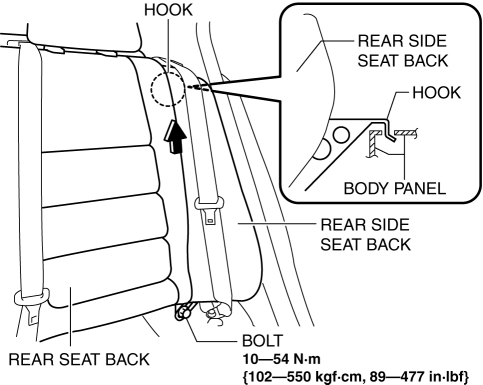 HOOK
REAR SIDE
SEAT BACK
HOOK
BODY PANEL
REAR SIDE
SEAT BACK
BOLT
10—54 N·m
{102—550 kgf·cm, 89—477 in·lbf}
REAR SEAT BACK